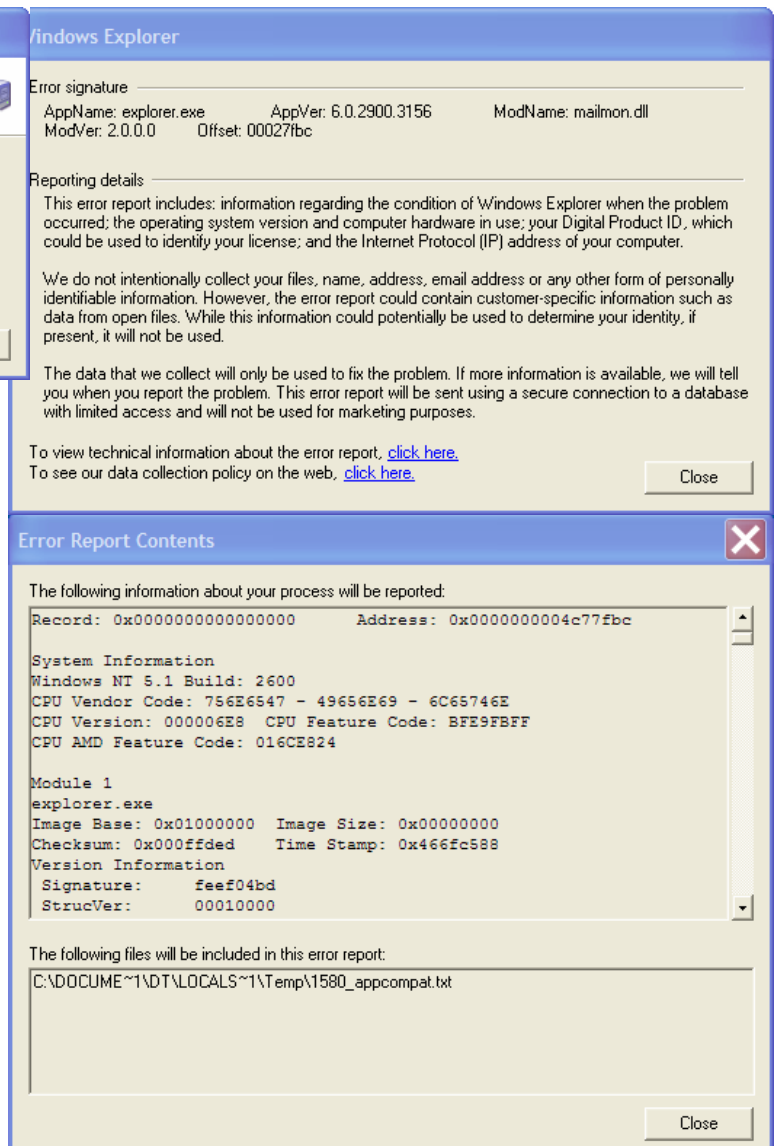 Windows Explorer
Error signature
AppName: explorer.exe AppVer: 6.0.2900.3156 ModName: mailmon.dll
ModVer: 2.0.0.0 Offset: 00027fbc
Reporting details
This error report includes: information regarding the condition of Windows Explorer when the problem
occurred; the operating system version and computer hardware in use; your Digital Product ID, which
could be used to identify your license; and the Internet Protocol (IP) address of your computer.
We do not intentionally collect your files, name, address, email address or any other form of personally
identifiable information. However, the error report could contain customer-specific information such as
data from open files. While this information could potentially be used to determine your identity, if
present, it will not be used.
The data that we collect will only be used to fix the problem. If more information is available, we will tell
you when you report the problem. This error report will be sent using a secure connection to a database
with limited access and will not be used for marketing purposes.
To view technical information about the error report, click here.
To see our data collection policy on the web, click here.
Close
Error Report Contents
The following information about your process will be reported:
Record: 0x0000000000000000 Address: 0x0000000004c77fbc
System Information
Windows NT 5.1 Build: 2600
CPU Vendor Code: 756E6547 - 49656E69 - 6C65746E
CPU Version: 000006E8 CPU Feature Code: BFE9FBFF
CPU AMD Feature Code: 016CE824
Module 1
explorer.exe
Image Base: 0x01000000 Image Size: 0x00000000
Checksum: 0x000ffded Time Stamp: 0x466fc588
Version Information
Signature: feef04bd
StrucVer: 00010000
The following files will be included in this error report:
C:\DOCUME~1\DT\LOCALS~1\Temp\1580_appcompat.txt
Close